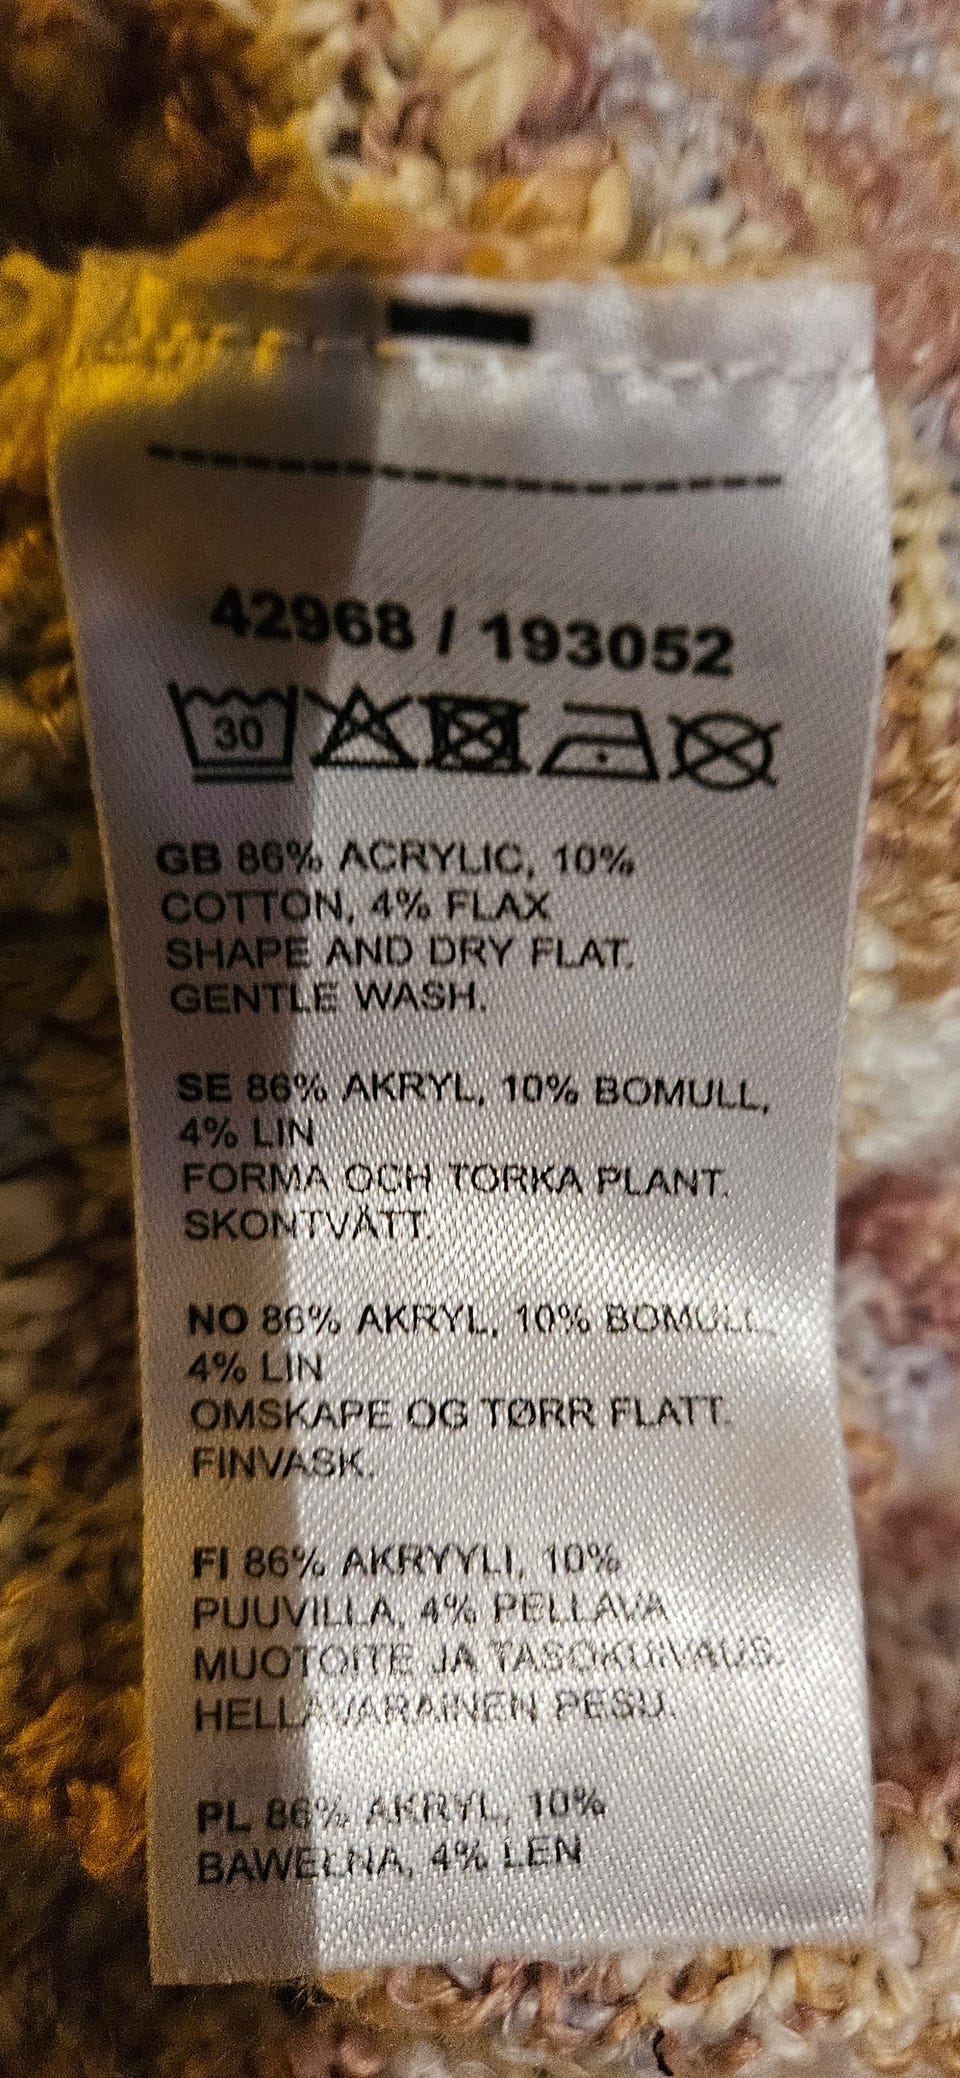 42968 / 193052
30
GB 86% ACRYLIC, 10%
COTTON, 4% FLAX
SHAPE AND DRY FLAT.
GENTLE WASH.
SE 86% AKRYL, 10% BOMULL,
4% LIN
FORMA OCH TORKA PLANT.
SKONTVÄTT.
NO 86% AKRYL, 10% BOMULL,
4% LIN
OMSKAPE OG TØRR FLATT.
FINVASK.
FI 86% AKRYYLI, 10%
PUUVILLA, 4% PELLAVA
MUOTOITE JA TASOKUIVAUS.
HELLÄVARAINEN PESU.
PL 86% AKRYL, 10%
BAWEŁNA, 4% LEN